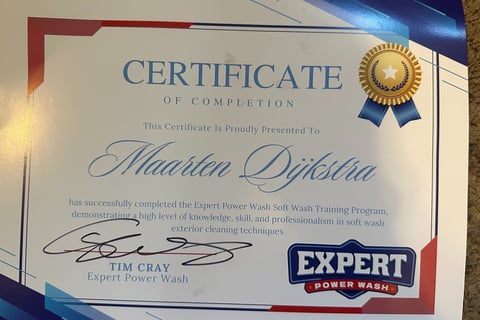 CERTIFICATE
OF COMPLETION
This Certificate Is Proudly Presented To
Maarten Dijkstra
has successfully completed the Expert Power Wash Soft Wash Training Program,
demonstrating a high level of knowledge, skill, and professionalism in soft wash
exterior cleaning techniques
TIM CRAY
Expert Power Wash
EXPERT
POWER WASH